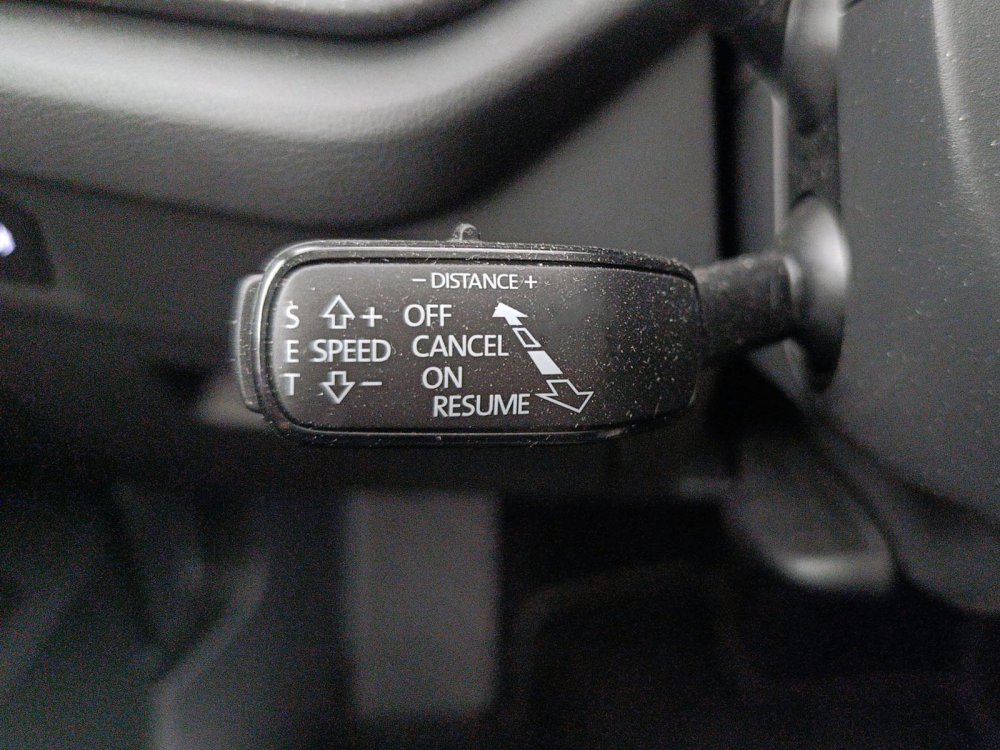 - DISTANCE +
S + OFF
E SPEED CANCEL
T - ON
RESUME